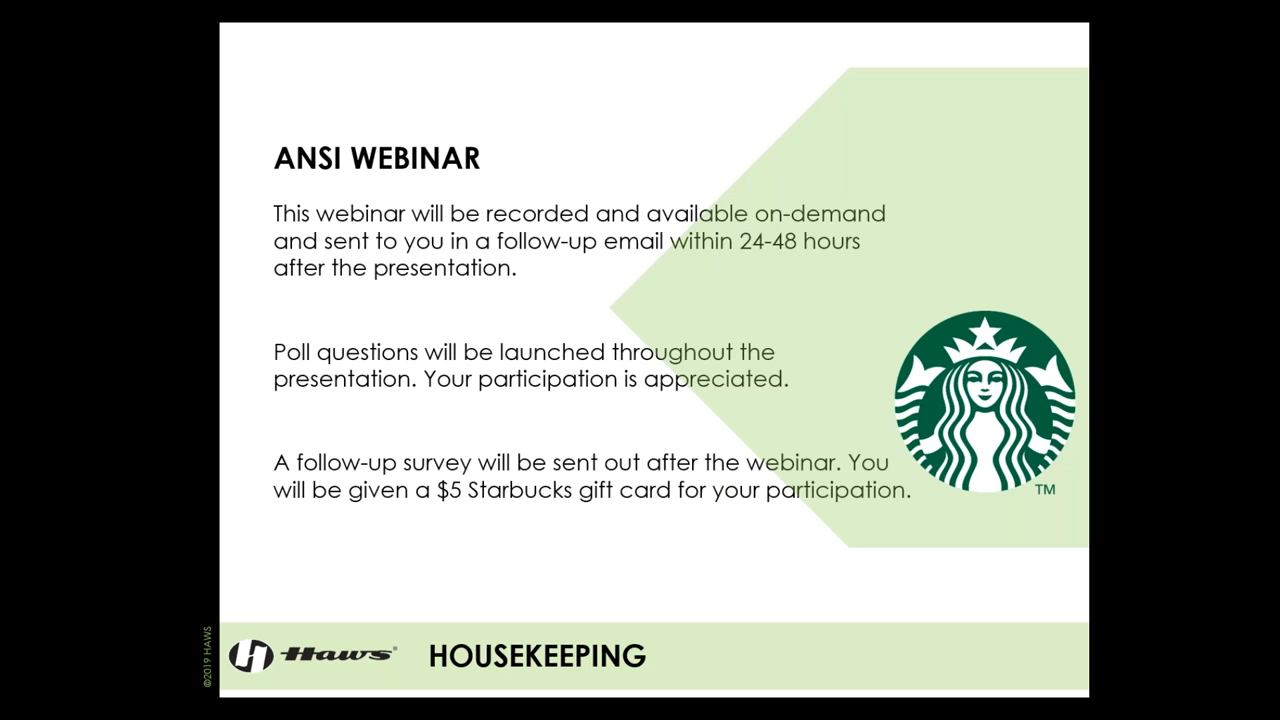 ANSI WEBINAR
This webinar will be recorded and available on-demand
and sent to you in a follow-up email within 24-48 hours
after the presentation.
Poll questions will be launched throughout the
presentation. Your participation is appreciated.
A follow-up survey will be sent out after the webinar. You
will be given a $5 Starbucks gift card for your participation.
TM
©2019 HAWS
H Haws®
HOUSEKEEPING